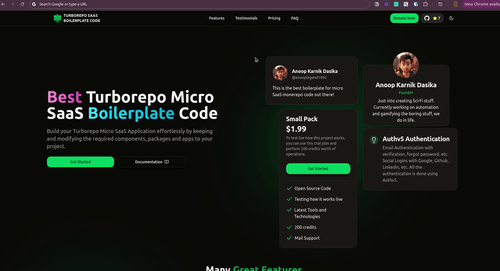 Search Google or type a URL
New Chrome availa
TURBOREPO SAAS
BOILERPLATE CODE
Features
Testimonials
Pricing
FAQ
Donate Now
7
Best Turborepo Micro
SaaS Boilerplate Code
Build your Turborepo Micro SaaS Application effortlessly by keeping
and modifying the required components, packages and apps to your
project.
Get Started
Documentation
Anoop Karnik Dasika
This is the best boilerplate for micro
SaaS monorepo code out there!
Small Pack
$1.99
To test how this project works,
you can use this trial plan and
perform 200 credits worth of
operations.
Get Started
Open Source Code
Testing how it works live
Latest Tools and
Technologies
200 credits
Mail Support
Anoop Karnik Dasika
Founder
Just into creating Sci-fi stuff.
Currently working on automation
and gamifying the boring stuff, we
do in life.
Authv5 Authentication
Email Authentication with
verification, forgot password, etc
Social Logins with Google, Github,
Linkedin, etc. All the
authentication is done using
Authv5.
Many Great Features